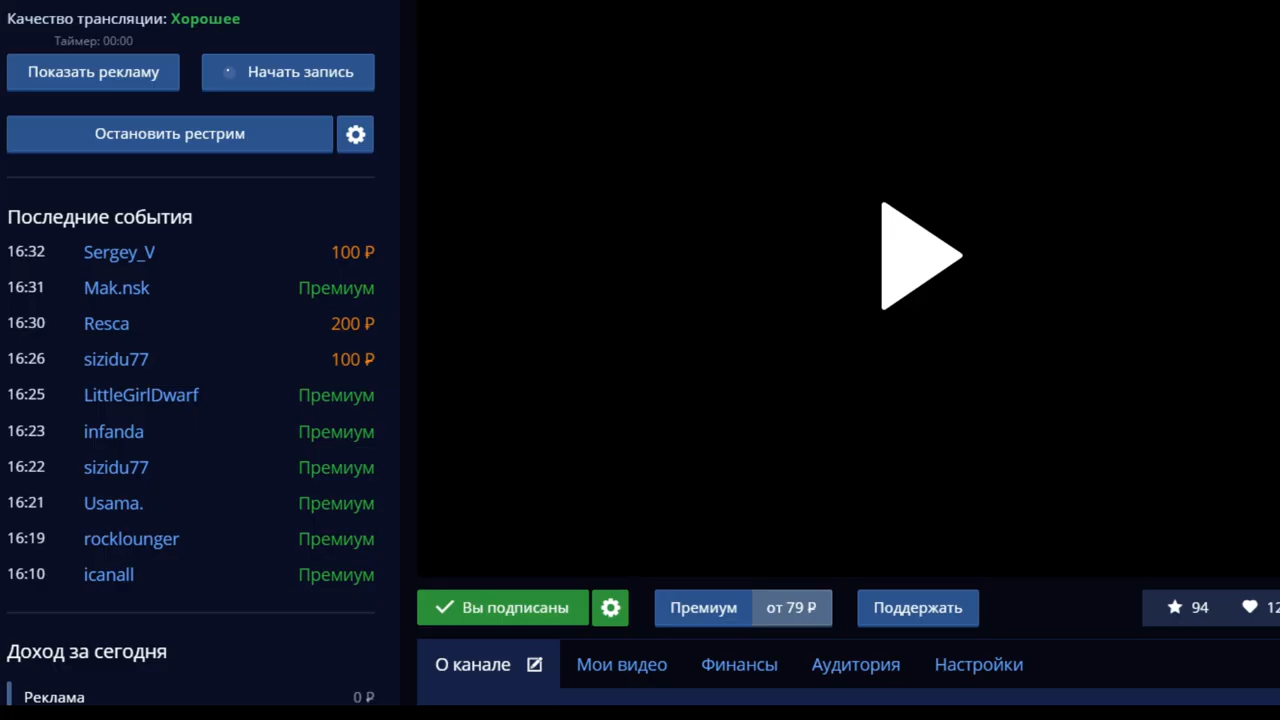 Качество трансляции: Хорошее
Таймер: 00:00
Показать рекламу
Начать запись
Остановить рестрим
Последние события
16:32 Sergey_V 100 ₽
16:31 Mak.nsk Премиум
16:30 Resca 200 ₽
16:26 sizidu77 100 ₽
16:25 LittleGirlDwarf Премиум
16:23 infanda Премиум
16:22 sizidu77 Премиум
16:21 Usama. Премиум
16:19 rocklounger Премиум
16:10 icanall Премиум
Доход за сегодня
Реклама 0 ₽
Вы подписаны
Премиум от 79 ₽
Поддержать
94
О канале Мои видео Финансы Аудитория Настройки